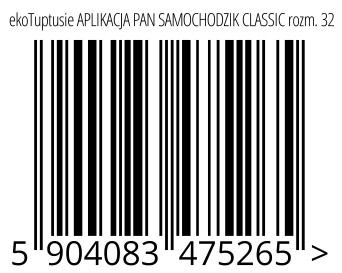 ekoTuptusie APLIKACJA PAN SAMOCHODZIK CLASSIC rozm. 32
5 904083 475265 >